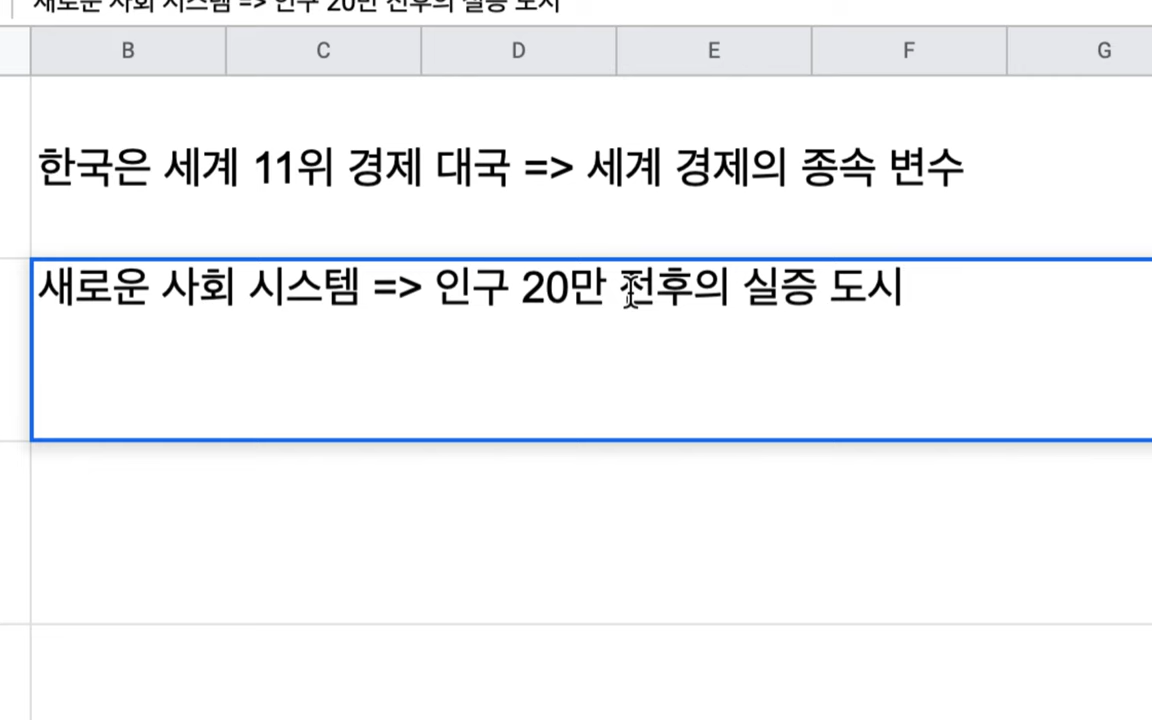 새로운 사회 시스템 => 인구 20만 전후의 실증 도시
B C D E F G
한국은 세계 11위 경제 대국 => 세계 경제의 종속 변수
새로운 사회 시스템 => 인구 20만 전후의 실증 도시